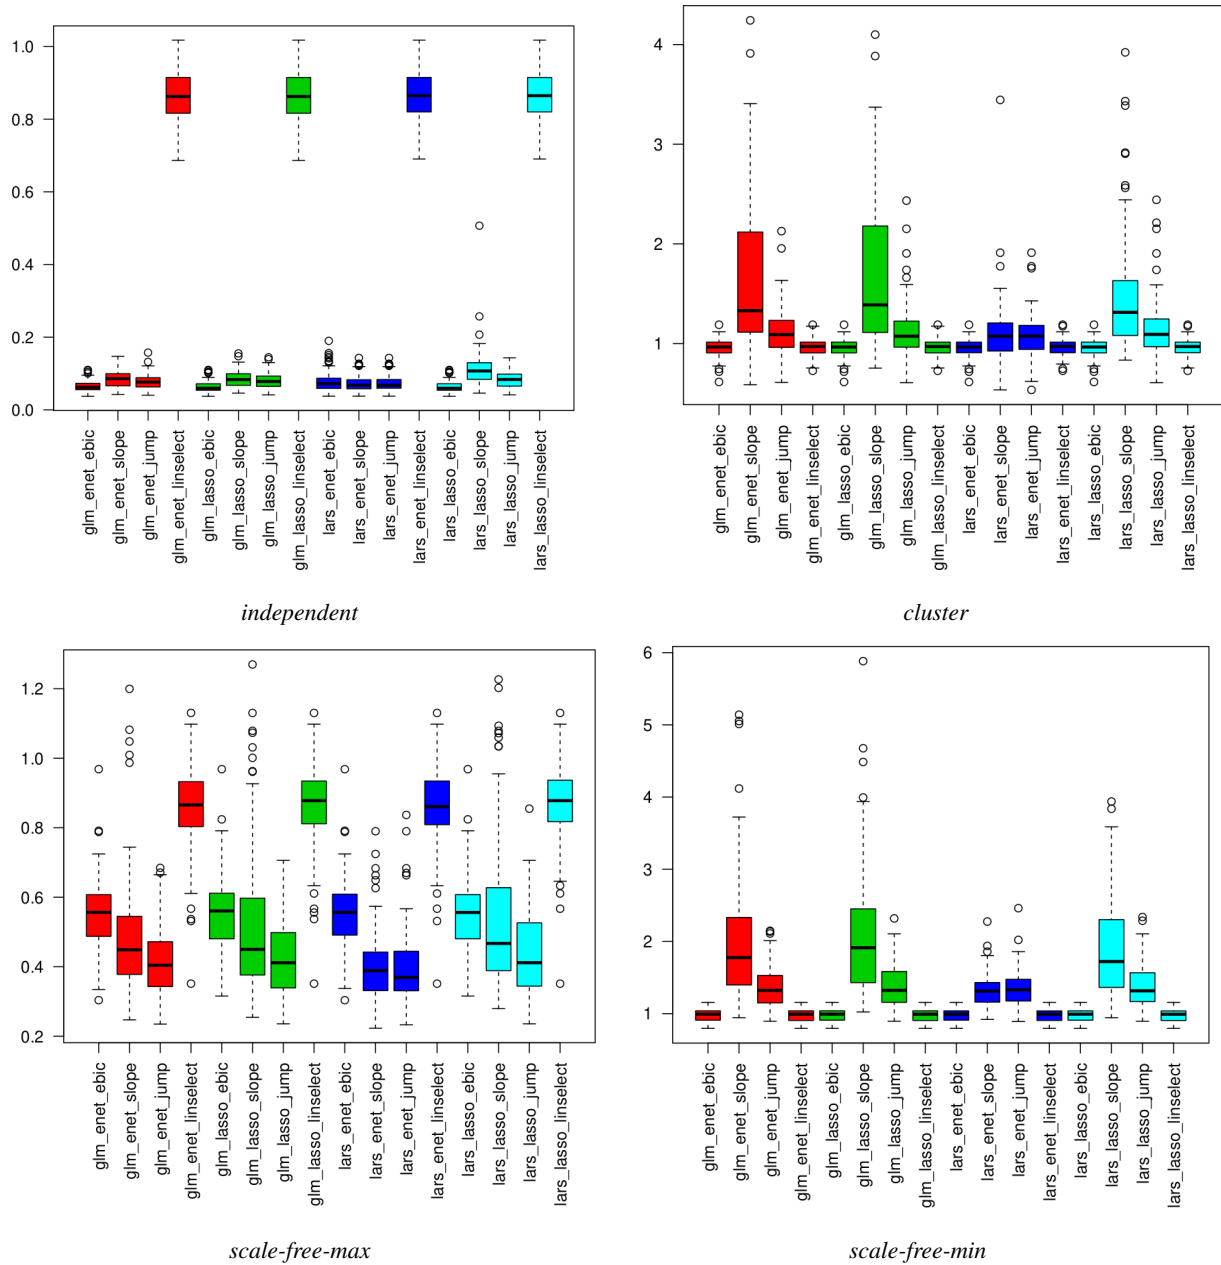 1.0
0.8
0.6
0.4
0.2
0.0
glm_enet_ebic
glm_enet_slope
glm_enet_jump
glm_enet_linselect
glm_lasso_ebic
glm_lasso_slope
glm_lasso_jump
glm_lasso_linselect
lars_enet_ebic
lars_enet_slope
lars_enet_jump
lars_enet_linselect
lars_lasso_ebic
lars_lasso_slope
lars_lasso_jump
lars_lasso_linselect
independent
4
3
2
1
glm_enet_ebic
glm_enet_slope
glm_enet_jump
glm_enet_linselect
glm_lasso_ebic
glm_lasso_slope
glm_lasso_jump
glm_lasso_linselect
lars_enet_ebic
lars_enet_slope
lars_enet_jump
lars_enet_linselect
lars_lasso_ebic
lars_lasso_slope
lars_lasso_jump
lars_lasso_linselect
cluster
1.2
1.0
0.8
0.6
0.4
0.2
glm_enet_ebic
glm_enet_slope
glm_enet_jump
glm_enet_linselect
glm_lasso_ebic
glm_lasso_slope
glm_lasso_jump
glm_lasso_linselect
lars_enet_ebic
lars_enet_slope
lars_enet_jump
lars_enet_linselect
lars_lasso_ebic
lars_lasso_slope
lars_lasso_jump
lars_lasso_linselect
scale-free-max
6
5
4
3
2
1
glm_enet_ebic
glm_enet_slope
glm_enet_jump
glm_enet_linselect
glm_lasso_ebic
glm_lasso_slope
glm_lasso_jump
glm_lasso_linselect
lars_enet_ebic
lars_enet_slope
lars_enet_jump
lars_enet_linselect
lars_lasso_ebic
lars_lasso_slope
lars_lasso_jump
lars_lasso_linselect
scale-free-min